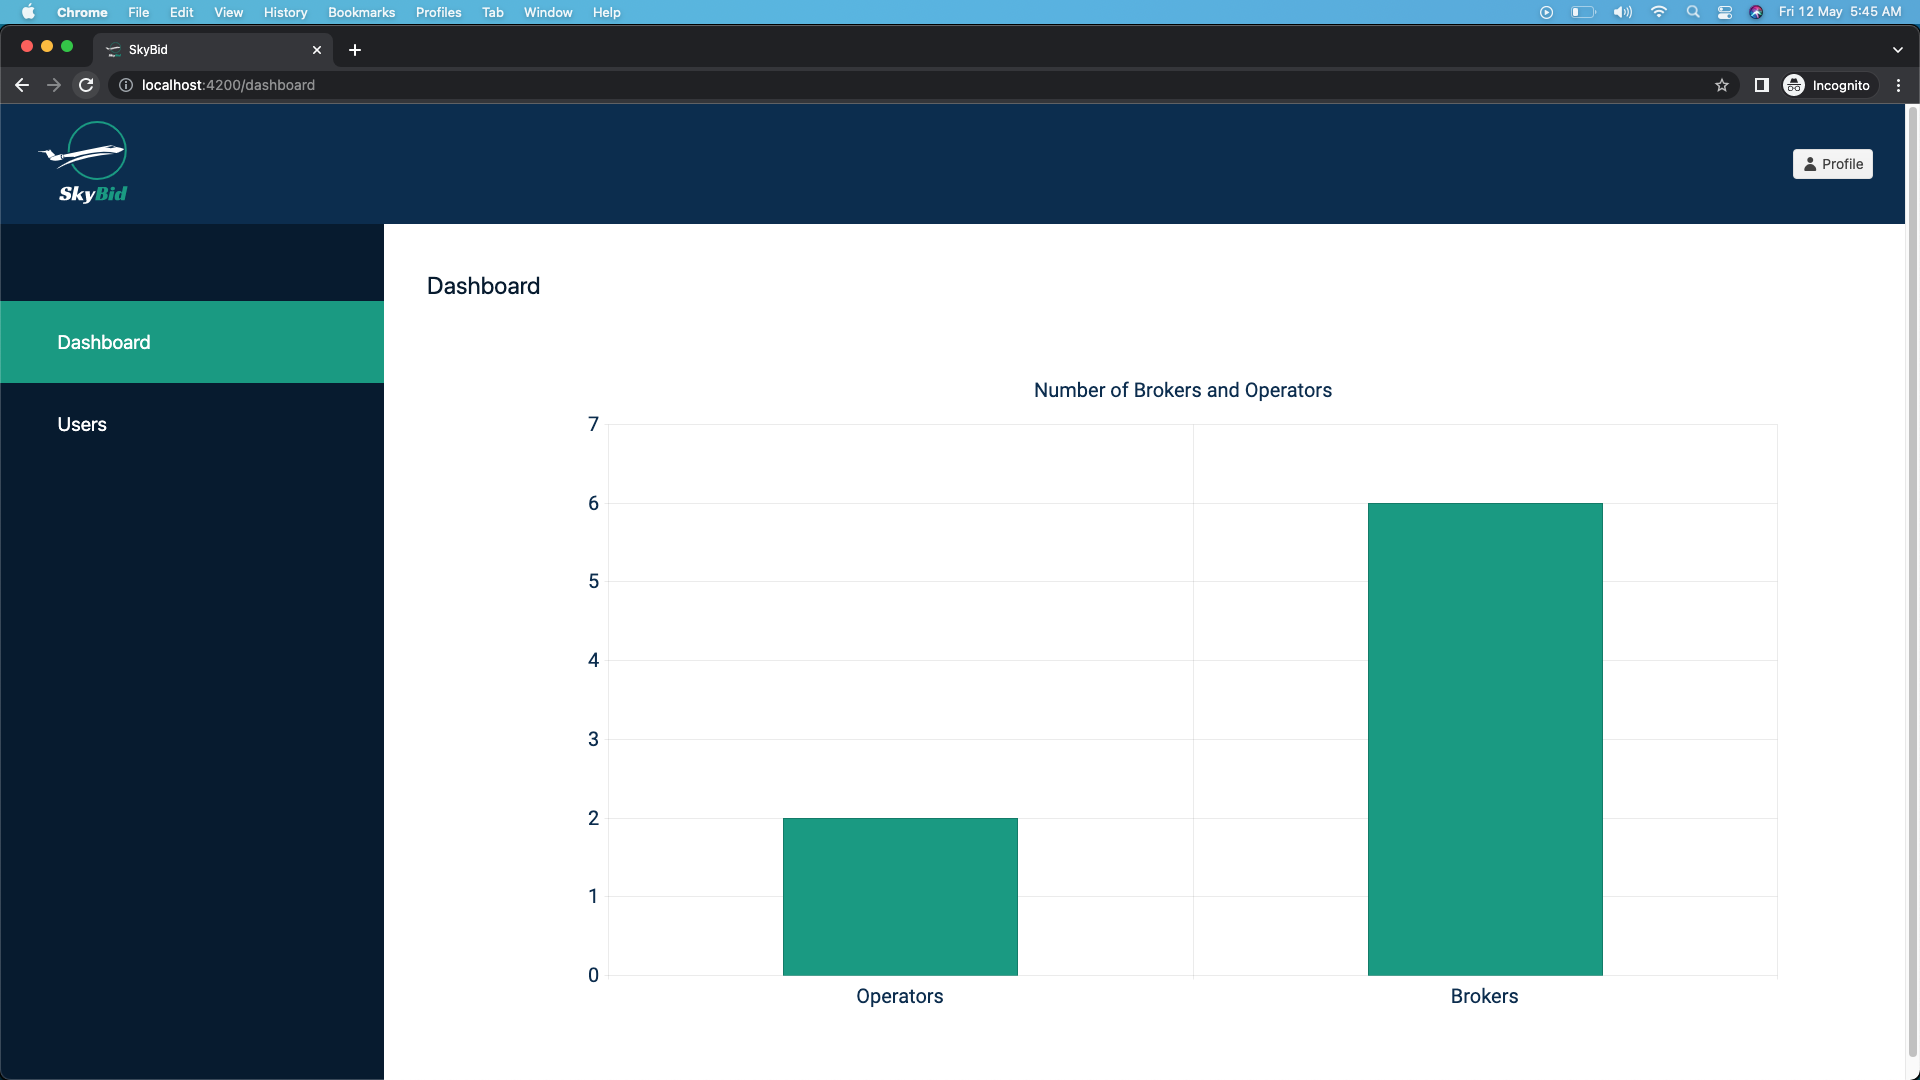 Chrome File Edit View History Bookmarks Profiles Tab Window Help Fri 12 May 5:45 AM
SkyBid
localhost:4200/dashboard Incognito
SkyBid
Profile
Dashboard
Users
Dashboard
Number of Brokers and Operators
7
6
5
4
3
2
1
0
Operators Brokers